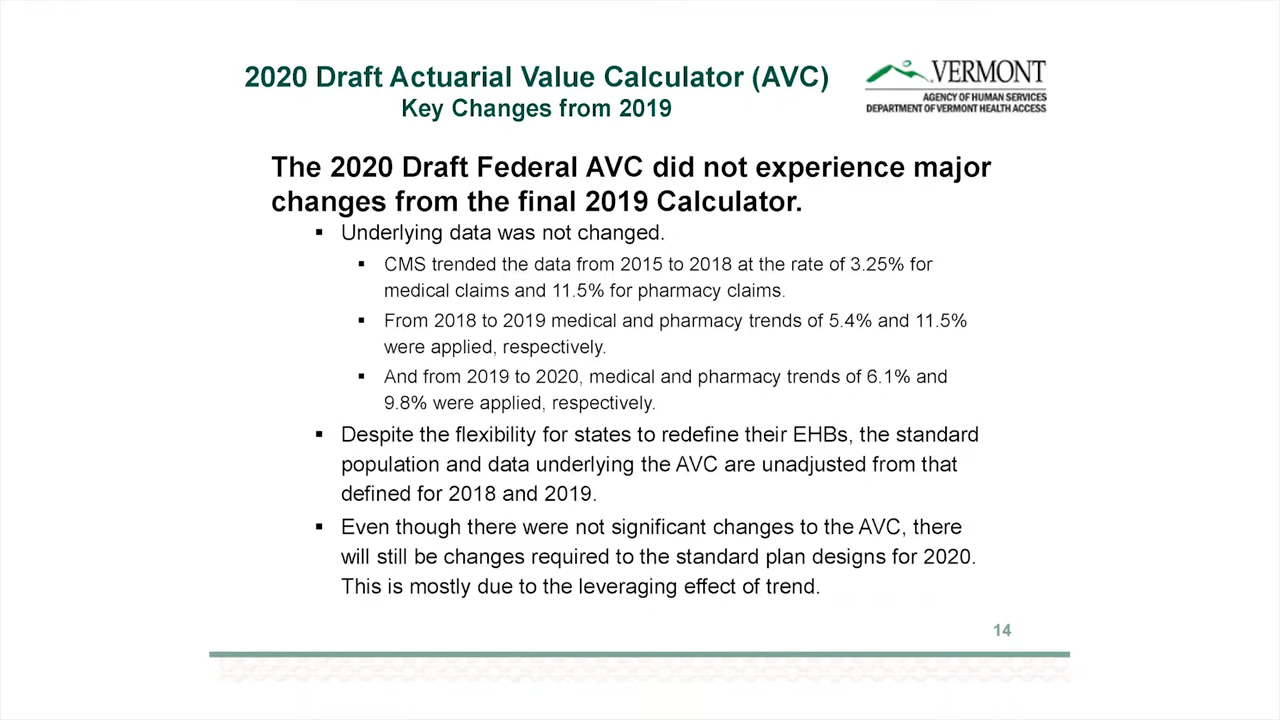 2020 Draft Actuarial Value Calculator (AVC)
Key Changes from 2019
VERMONT
AGENCY OF HUMAN SERVICES
DEPARTMENT OF VERMONT HEALTH ACCESS
The 2020 Draft Federal AVC did not experience major
changes from the final 2019 Calculator.
▪ Underlying data was not changed.
▪ CMS trended the data from 2015 to 2018 at the rate of 3.25% for
medical claims and 11.5% for pharmacy claims.
▪ From 2018 to 2019 medical and pharmacy trends of 5.4% and 11.5%
were applied, respectively.
▪ And from 2019 to 2020, medical and pharmacy trends of 6.1% and
9.8% were applied, respectively.
▪ Despite the flexibility for states to redefine their EHBs, the standard
population and data underlying the AVC are unadjusted from that
defined for 2018 and 2019.
▪ Even though there were not significant changes to the AVC, there
will still be changes required to the standard plan designs for 2020.
This is mostly due to the leveraging effect of trend.
14